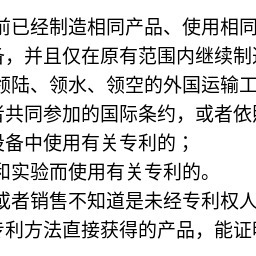 前已经制造相同产品、使用相同
备，并且仅在原有范围内继续制造
领陆、领水、领空的外国运输工
者共同参加的国际条约，或者依照
设备中使用有关专利的；
和实验而使用有关专利的。
或者销售不知道是未经专利权人
专利方法直接获得的产品，能证明